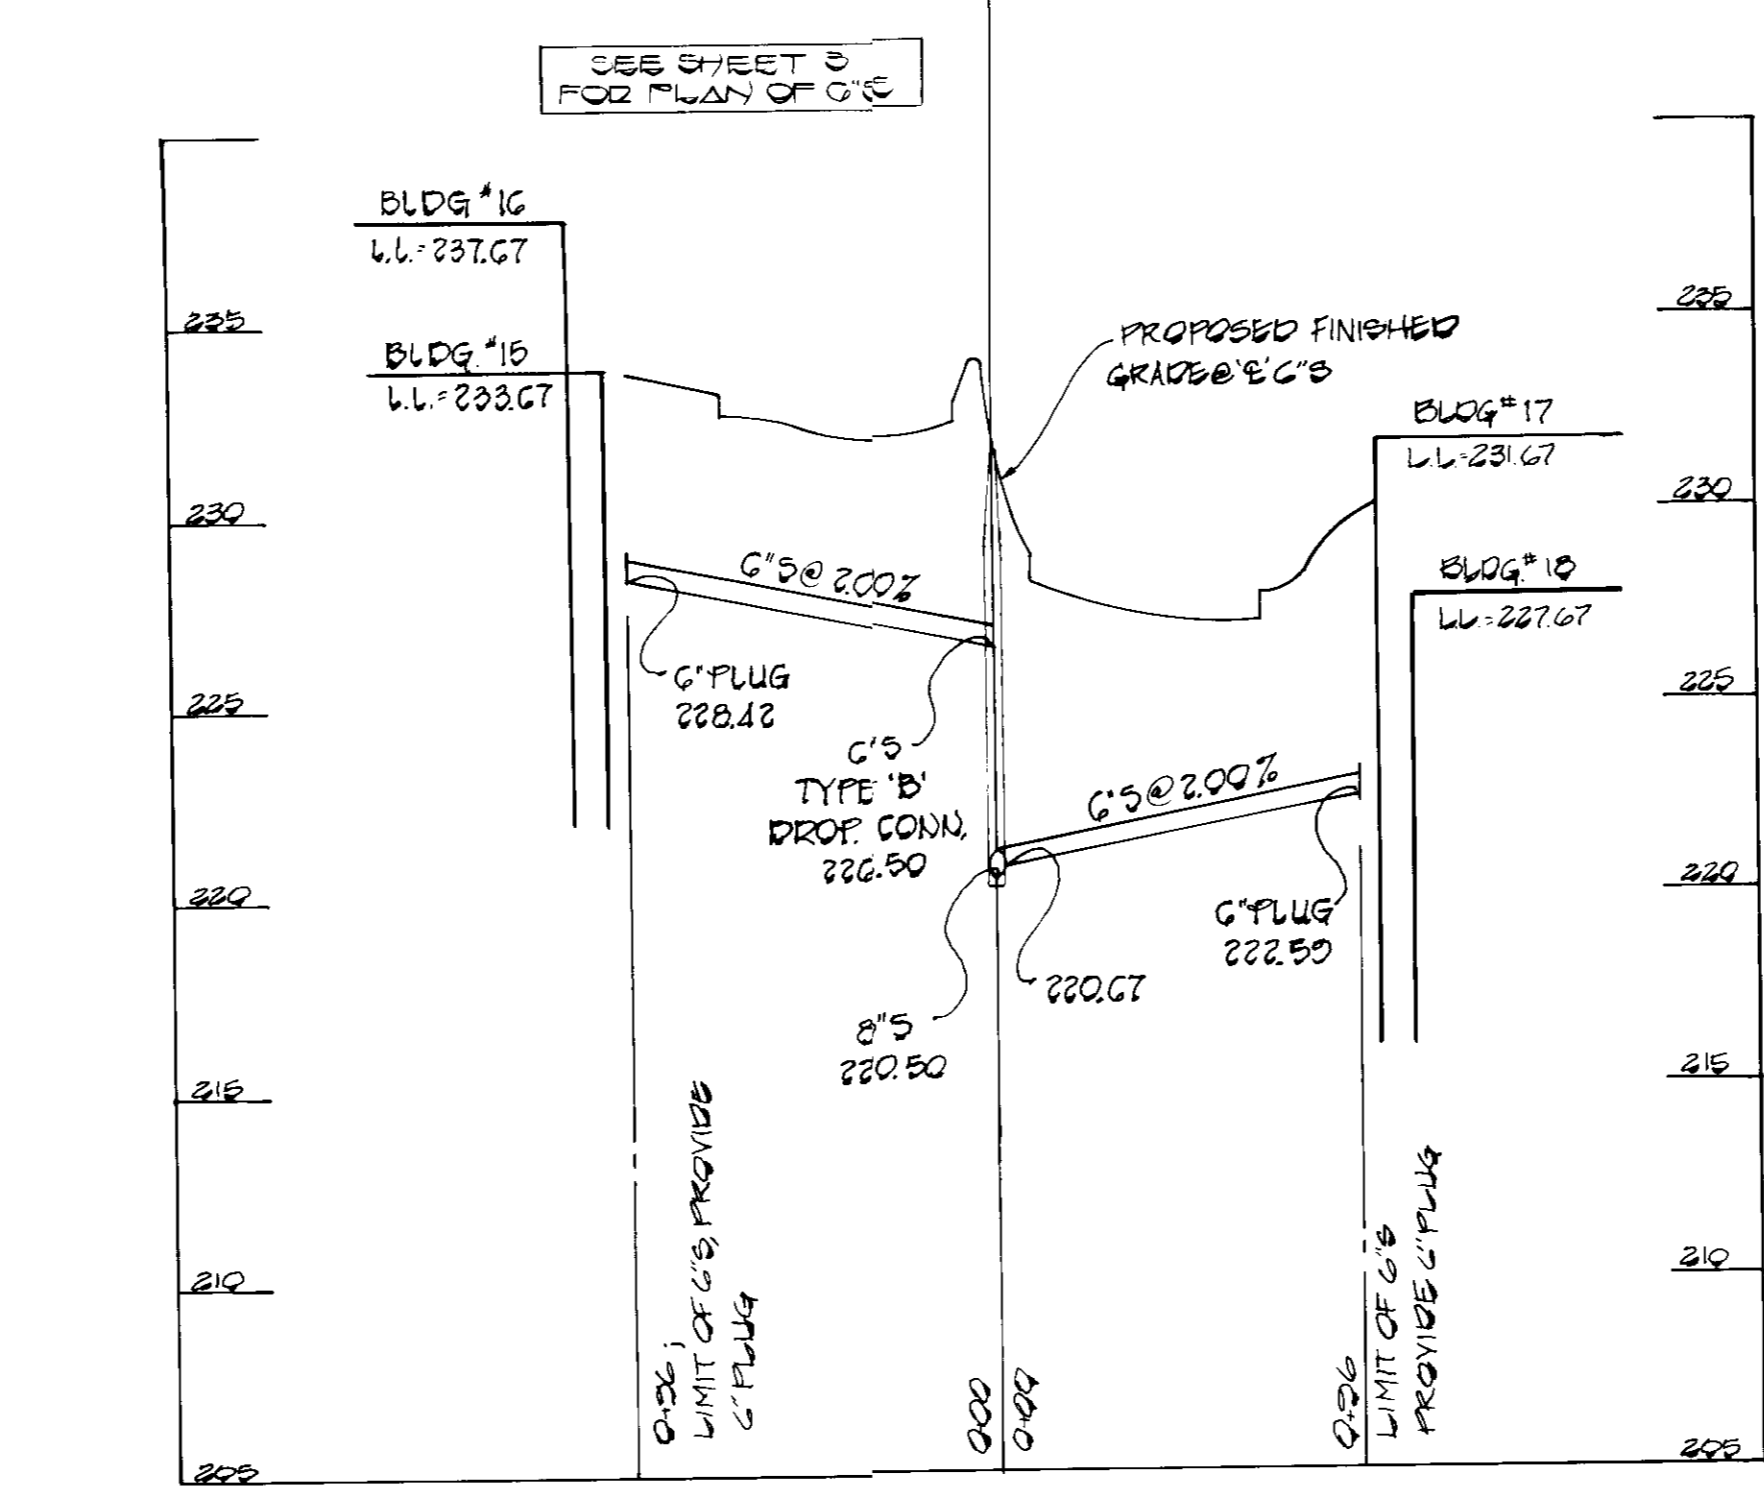 SEE SHEET 3
FOR PLAN OF 6"S
BLDG #16
L.L.=237.67
235
BLDG. #15
L.L.=233.67
230
225
220
215
210
205
PROPOSED FINISHED
GRADE@'℄'6"S
6"S@2.00%
6"PLUG
228.42
6"S
TYPE 'B'
DROP. CONN.
226.50
8"S
220.50
220.67
6"S@2.00%
6"PLUG
222.59
BLDG #17
L.L.=231.67
BLDG.#18
L.L.=227.67
235
230
225
220
215
210
205
0+96;
LIMIT OF 6"S, PROVIDE
6" PLUG
0+00
0+00
0+96
LIMIT OF 6"S
PROVIDE 6"PLUG